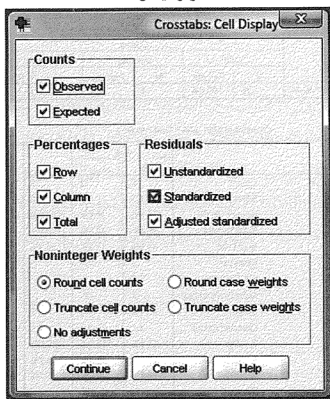 Crosstabs: Cell Display
Counts
Observed
Expected
Percentages
Row
Column
Total
Residuals
Unstandardized
Standardized
Adjusted standardized
Noninteger Weights
Round cell counts
Round case weights
Truncate cell counts
Truncate case weights
No adjustments
Continue
Cancel
Help